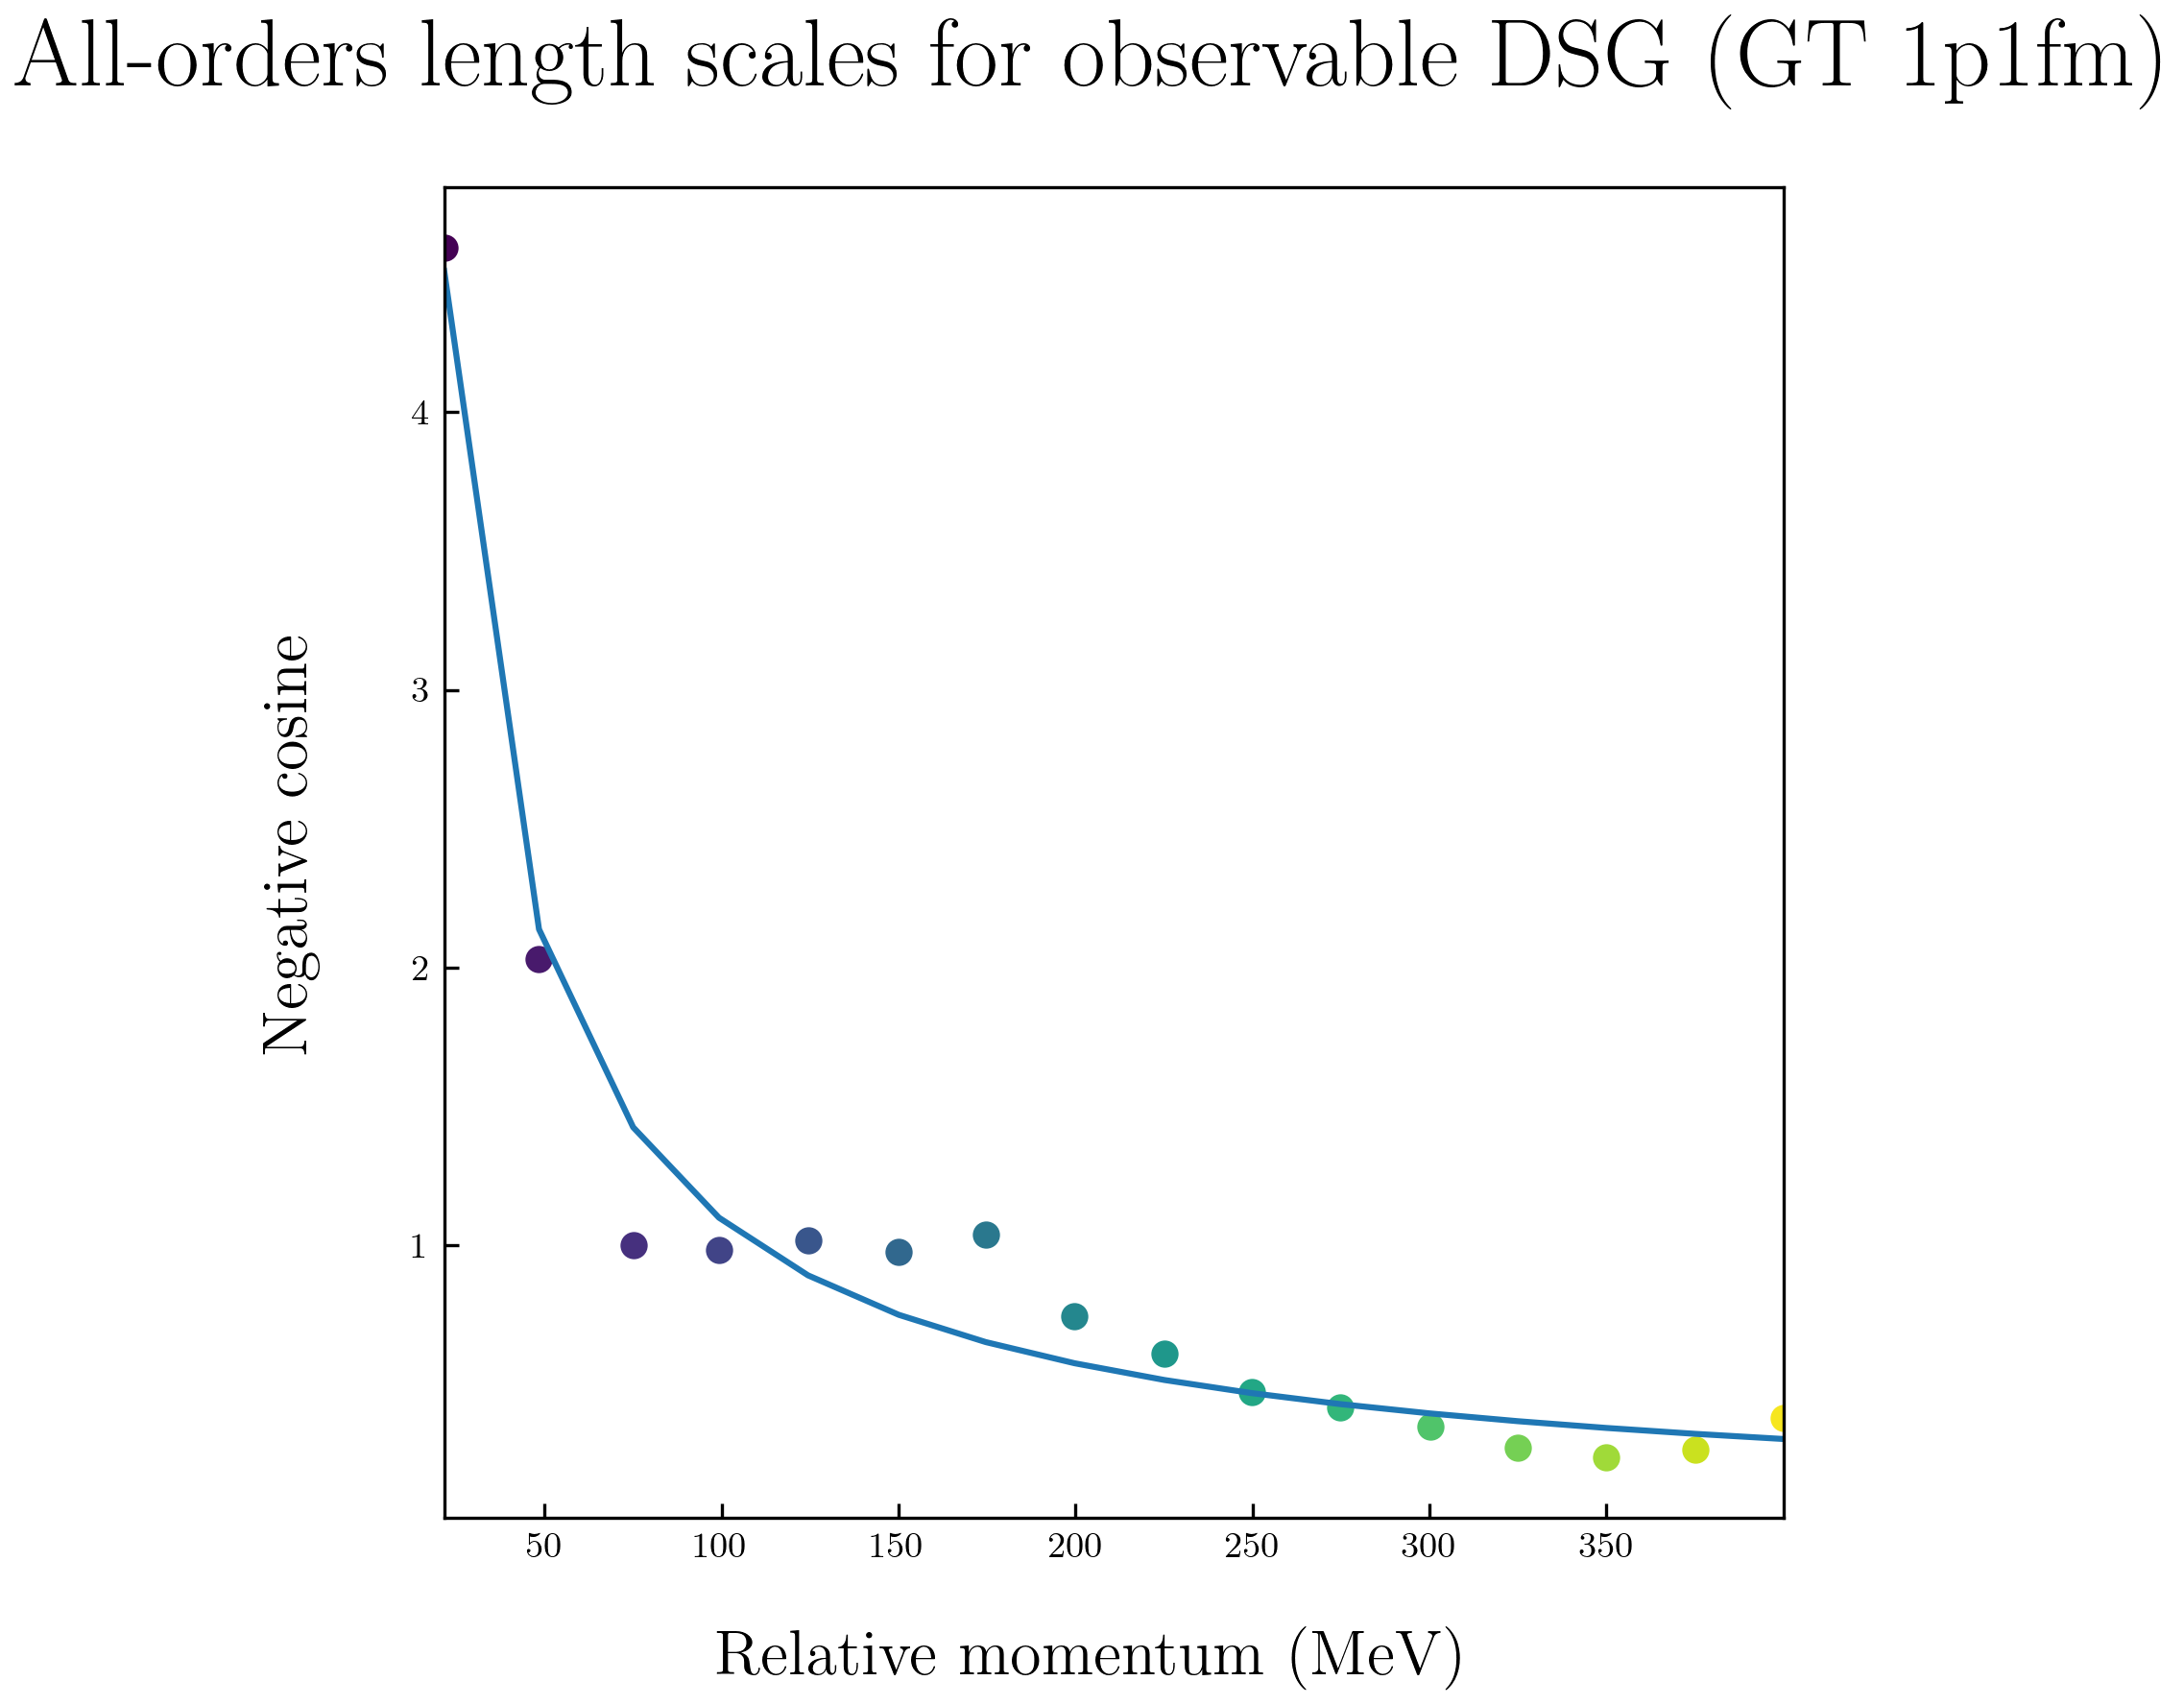 All-orders length scales for observable DSG (GT 1p1fm)
Negative cosine
4
3
2
1
50 100 150 200 250 300 350
Relative momentum (MeV)